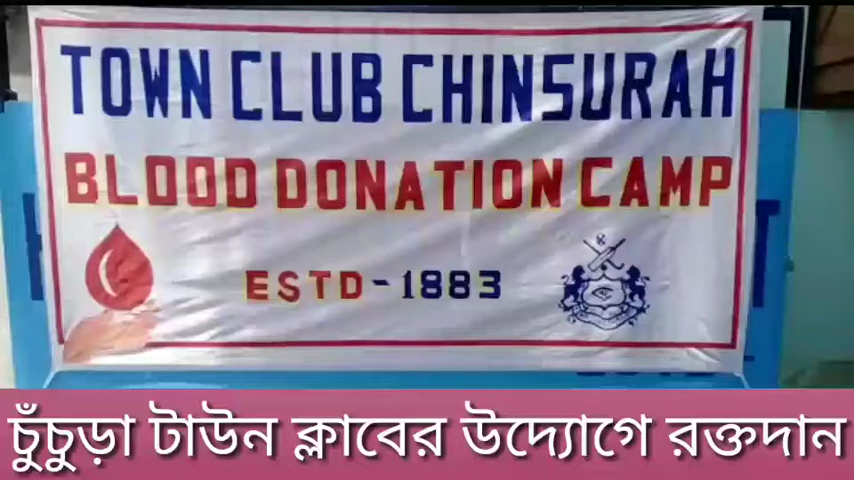 TOWN CLUB CHINSURAH
BLOOD DONATION CAMP
ESTD-1883
চুঁচুড়া টাউন ক্লাবের উদ্যোগে রক্তদান